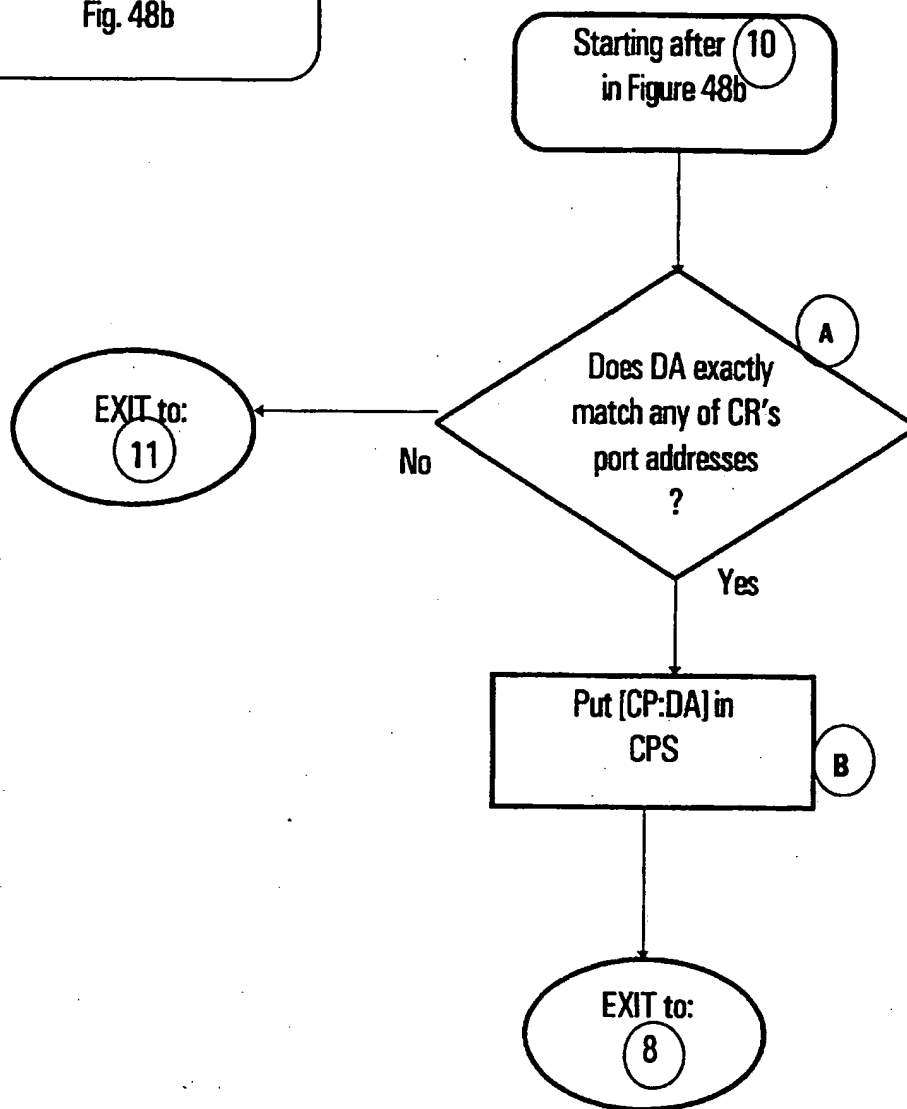 Fig. 48b
Starting after 10
in Figure 48b
A
Does DA exactly
match any of CR's
port addresses
?
EXIT to:
11
No
Yes
Put [CP:DA] in
CPS
B
EXIT to:
8